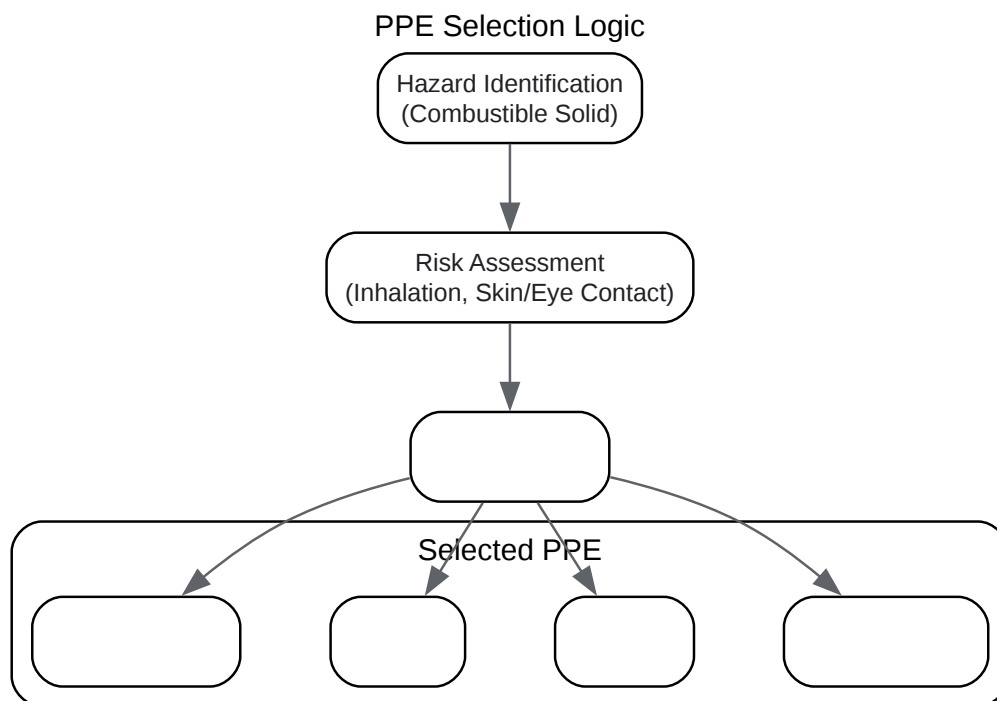 PPE Selection Logic
Hazard Identification
(Combustible Solid)
Risk Assessment
(Inhalation, Skin/Eye Contact)
Selected PPE